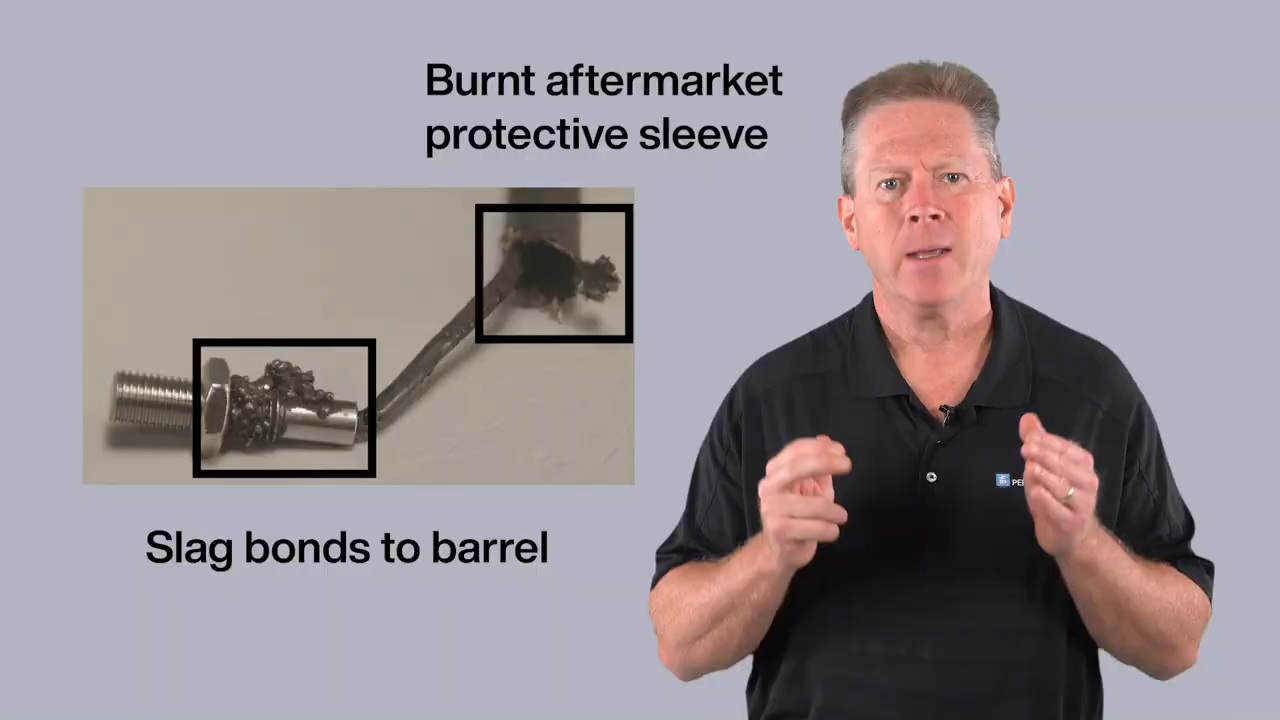 Burnt aftermarket
protective sleeve
Slag bonds to barrel